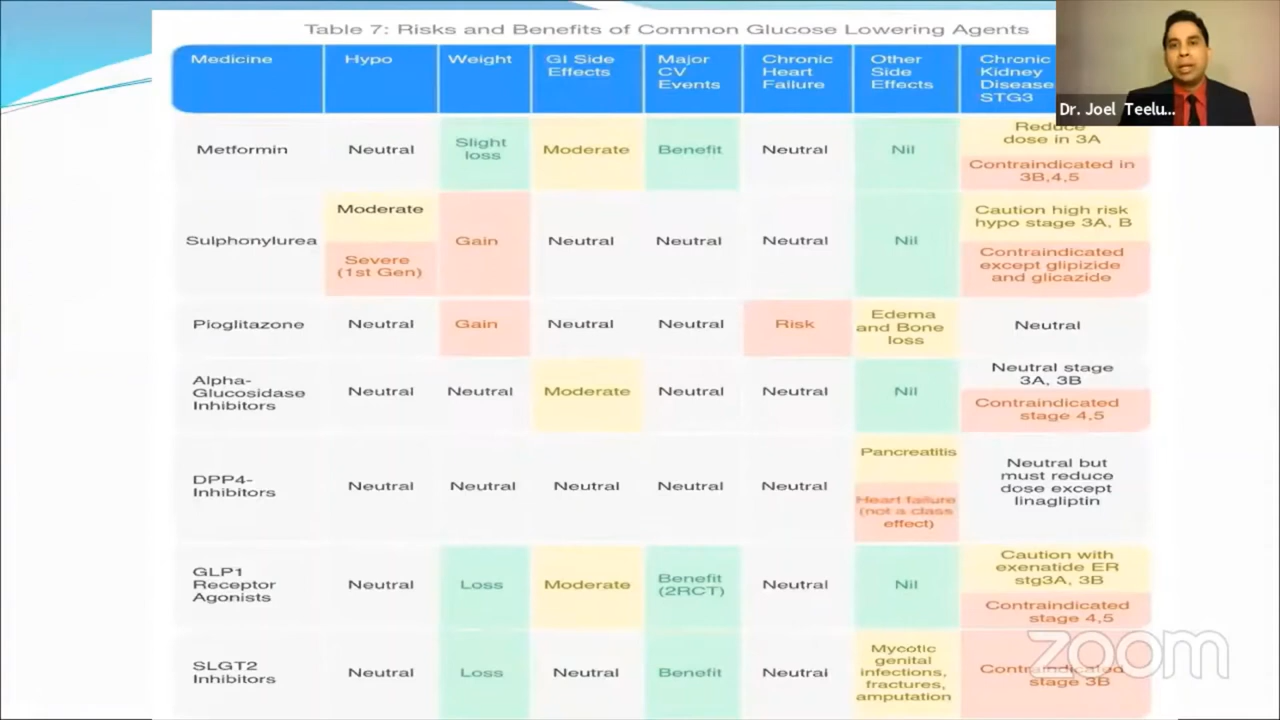 Table 7: Risks and Benefits of Common Glucose Lowering Agents
Medicine
Hypo
Weight
GI Side
Effects
Major
CV
Events
Chronic
Heart
Failure
Other
Side
Effects
Chronic
Kidney
Disease
STG3
Dr. Joel Teelu...
Metformin
Neutral
Slight
loss
Moderate
Benefit
Neutral
Nil
Reduce
dose in 3A
Contraindicated in
3B,4,5
Sulphonylurea
Moderate
Severe
(1st Gen)
Gain
Neutral
Neutral
Neutral
Nil
Caution high risk
hypo stage 3A, B
Contraindicated
except glipizide
and glicazide
Pioglitazone
Neutral
Gain
Neutral
Neutral
Risk
Edema
and Bone
loss
Neutral
Alpha-
Glucosidase
Inhibitors
Neutral
Neutral
Moderate
Neutral
Neutral
Nil
Neutral stage
3A, 3B
Contraindicated
stage 4,5
DPP4-
Inhibitors
Neutral
Neutral
Neutral
Neutral
Neutral
Pancreatitis
Heart failure
(not a class
effect)
Neutral but
must reduce
dose except
linagliptin
GLP1
Receptor
Agonists
Neutral
Loss
Moderate
Benefit
(2RCT)
Neutral
Nil
Caution with
exenatide ER
stg3A, 3B
Contraindicated
stage 4,5
SLGT2
Inhibitors
Neutral
Loss
Neutral
Benefit
Neutral
Mycotic
genital
infections,
fractures,
amputation
Contraindicated
stage 3B
zoom